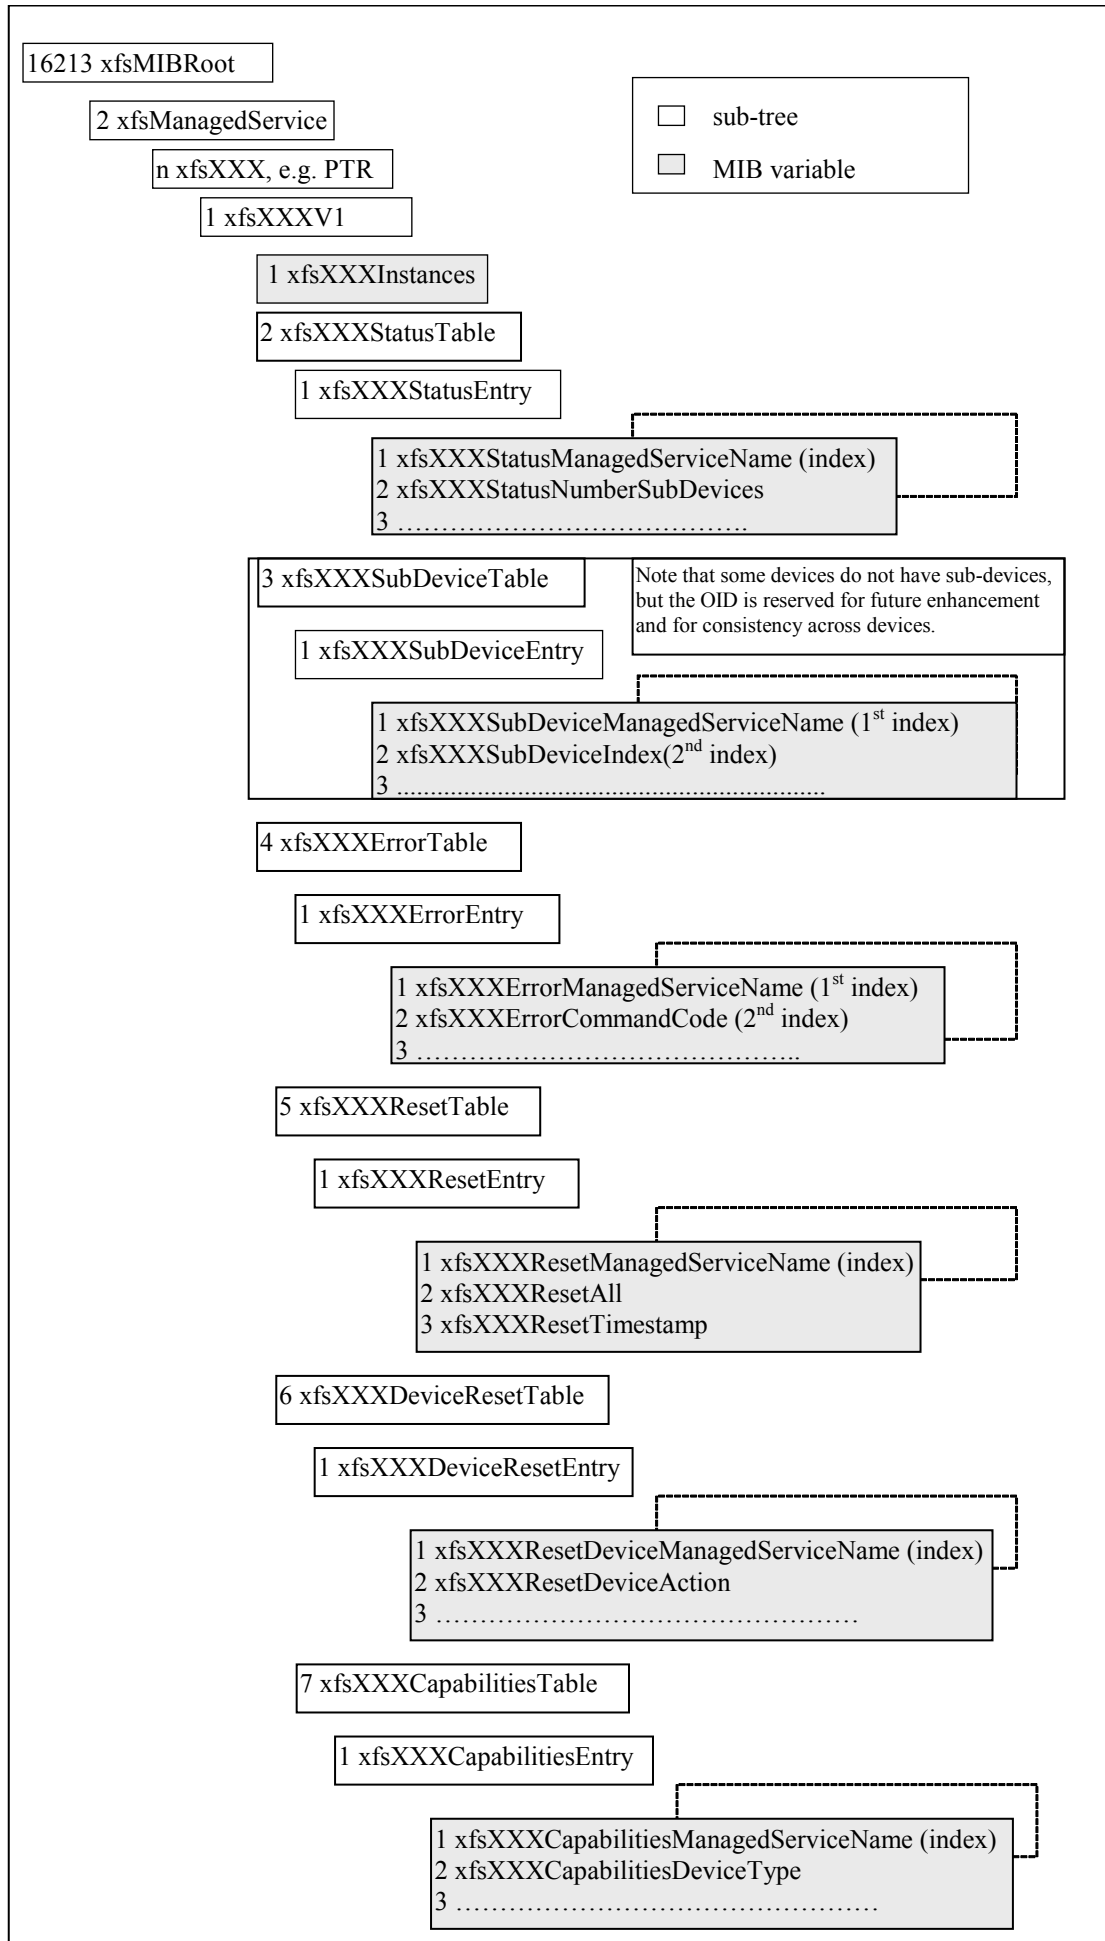 16213 xfsMIBRoot
2 xfsManagedService
n xfsXXX, e.g. PTR
1 xfsXXXV1
sub-tree
MIB variable
1 xfsXXXInstances
2 xfsXXXStatusTable
1 xfsXXXStatusEntry
1 xfsXXXStatusManagedServiceName (index)
2 xfsXXXStatusNumberSubDevices
3 ………………………………….
3 xfsXXXSubDeviceTable
Note that some devices do not have sub-devices,
but the OID is reserved for future enhancement
and for consistency across devices.
1 xfsXXXSubDeviceEntry
1 xfsXXXSubDeviceManagedServiceName (1st index)
2 xfsXXXSubDeviceIndex(2nd index)
3 ................................................................
4 xfsXXXErrorTable
1 xfsXXXErrorEntry
1 xfsXXXErrorManagedServiceName (1st index)
2 xfsXXXErrorCommandCode (2nd index)
3 ……………………………………..
5 xfsXXXResetTable
1 xfsXXXResetEntry
1 xfsXXXResetManagedServiceName (index)
2 xfsXXXResetAll
3 xfsXXXResetTimestamp
6 xfsXXXDeviceResetTable
1 xfsXXXDeviceResetEntry
1 xfsXXXResetDeviceManagedServiceName (index)
2 xfsXXXResetDeviceAction
3 …………………………………………
7 xfsXXXCapabilitiesTable
1 xfsXXXCapabilitiesEntry
1 xfsXXXCapabilitiesManagedServiceName (index)
2 xfsXXXCapabilitiesDeviceType
3 …………………………………………